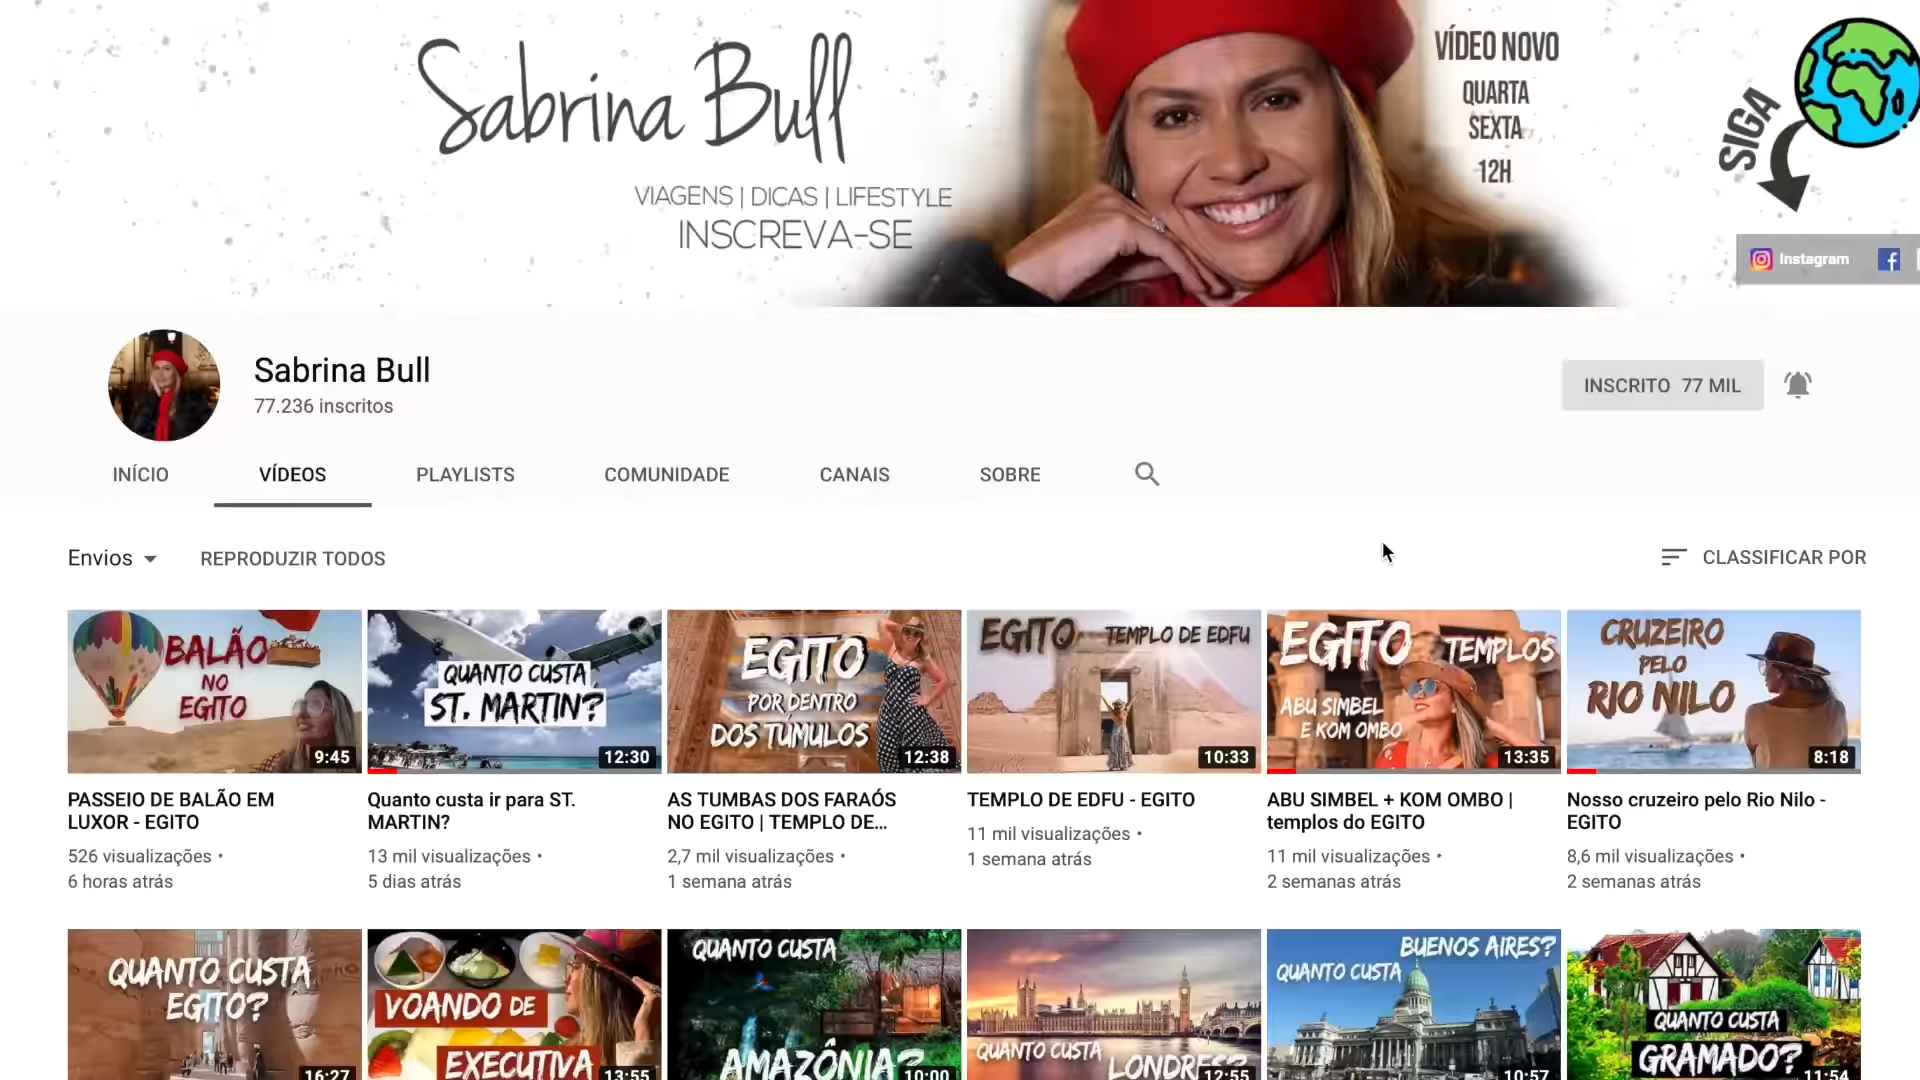 Sabrina Bull
VIAGENS | DICAS | LIFESTYLE
INSCREVA-SE
VÍDEO NOVO
QUARTA
SEXTA
12H
SIGA
Instagram
Sabrina Bull
77.236 inscritos
INSCRITO 77 MIL
INÍCIO
VÍDEOS
PLAYLISTS
COMUNIDADE
CANAIS
SOBRE
Envios
REPRODUZIR TODOS
CLASSIFICAR POR
BALÃO
NO
EGITO
9:45
PASSEIO DE BALÃO EM
LUXOR - EGITO
526 visualizações •
6 horas atrás
QUANTO CUSTA
ST. MARTIN?
12:30
Quanto custa ir para ST.
MARTIN?
13 mil visualizações •
5 dias atrás
EGITO
POR DENTRO
DOS TÚMULOS
12:38
AS TUMBAS DOS FARAÓS
NO EGITO | TEMPLO DE...
2,7 mil visualizações •
1 semana atrás
EGITO TEMPLO DE EDFU
10:33
TEMPLO DE EDFU - EGITO
11 mil visualizações •
1 semana atrás
EGITO TEMPLOS
ABU SIMBEL
E KOM OMBO
13:35
ABU SIMBEL + KOM OMBO |
templos do EGITO
11 mil visualizações •
2 semanas atrás
CRUZEIRO
PELO
RIO NILO
8:18
Nosso cruzeiro pelo Rio Nilo -
EGITO
8,6 mil visualizações •
2 semanas atrás
QUANTO CUSTA
EGITO?
16:27
VOANDO DE
EXECUTIVA
13:55
QUANTO CUSTA
AMAZÔNIA?
10:00
QUANTO CUSTA
LONDRES?
12:55
BUENOS AIRES?
QUANTO CUSTA
10:57
QUANTO CUSTA
GRAMADO?
11:54